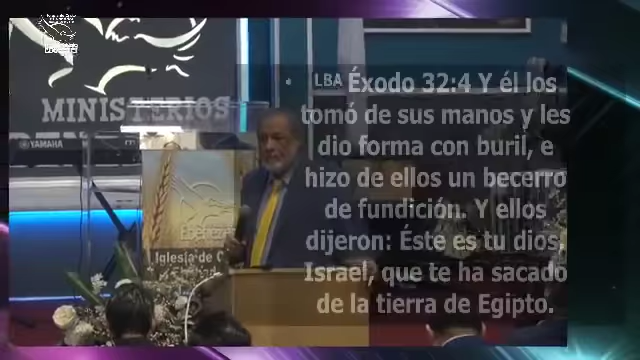 MINISTERIOS
YAMAHA
Iglesia de
LBA Éxodo 32:4 Y él los
tomó de sus manos y les
dio forma con buril, e
hizo de ellos un becerro
de fundición. Y ellos
dijeron: Éste es tu dios,
Israel, que te ha sacado
de la tierra de Egipto.